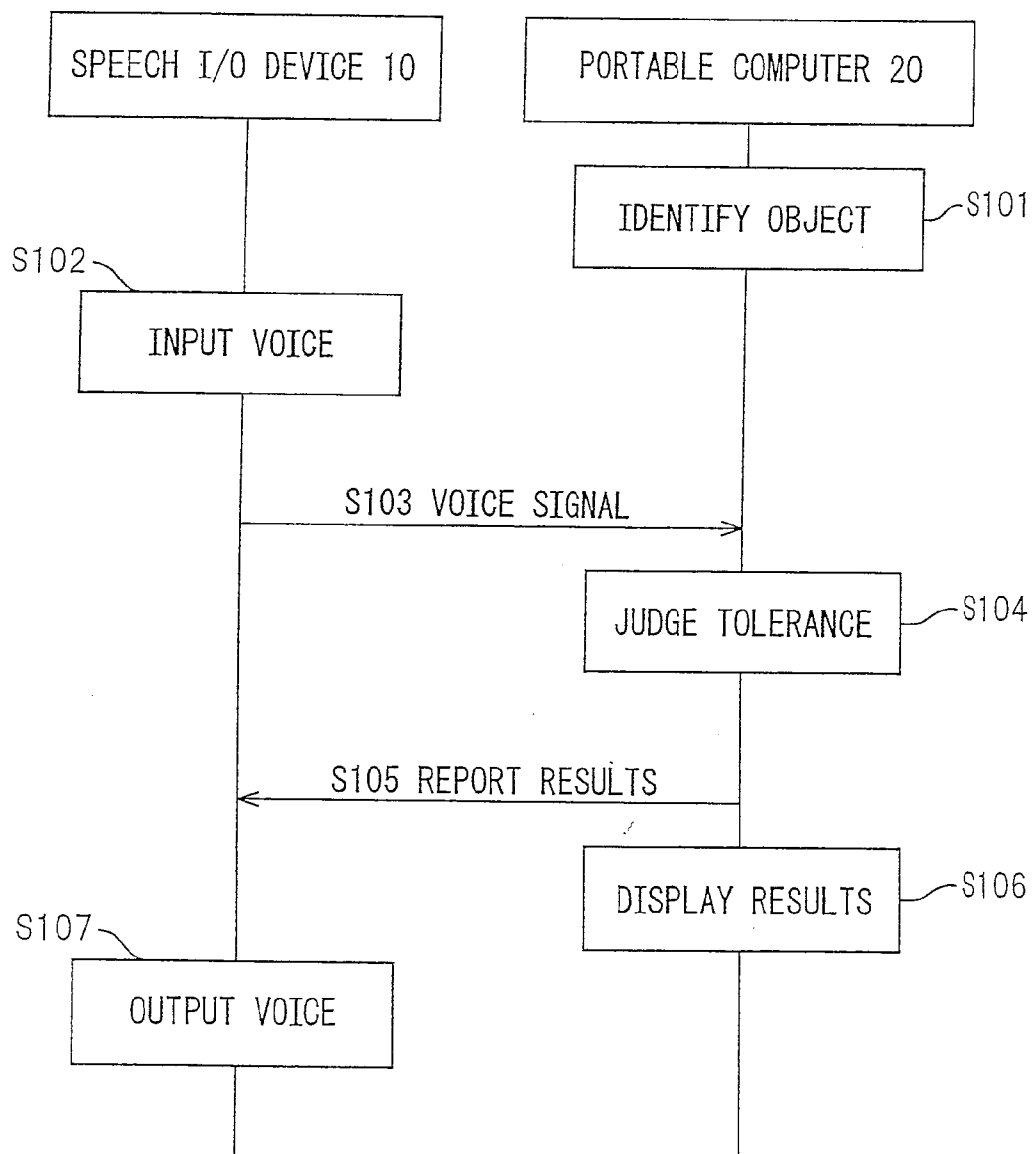 SPEECH I/O DEVICE 10
PORTABLE COMPUTER 20
IDENTIFY OBJECT
S101
S102
INPUT VOICE
S103 VOICE SIGNAL
JUDGE TOLERANCE
S104
S105 REPORT RESULTS
DISPLAY RESULTS
S106
S107
OUTPUT VOICE